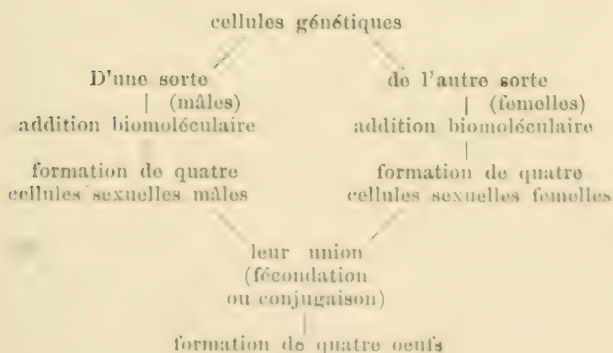 cellules génétiques
D'une sorte de l'autre sorte
(mâles) (femelles)
addition biomoléculaire addition biomoléculaire
formation de quatre formation de quatre
cellules sexuelles mâles cellules sexuelles femelles
leur union
(fécondation
ou conjugaison)
formation de quatre oeufs